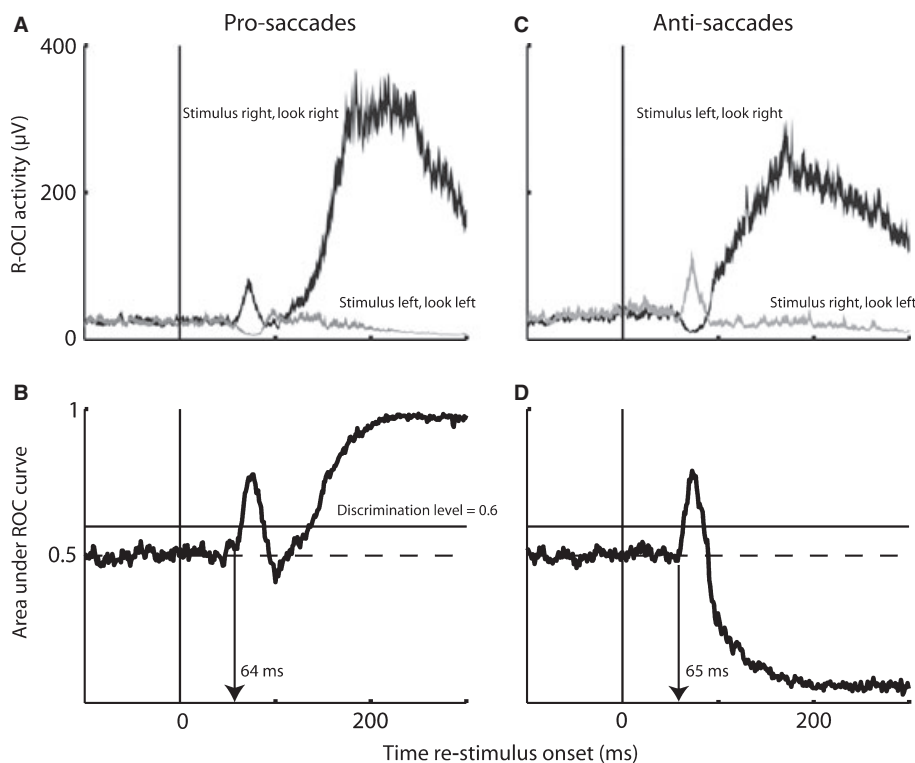 A
Pro-saccades
C
Anti-saccades
400
200
0
R-OCI activity (μV)
Stimulus right, look right
Stimulus left, look left
Stimulus left, look right
Stimulus right, look left
B
D
1
0.5
Area under ROC curve
Discrimination level = 0.6
64 ms
65 ms
0
200
0
200
Time re-stimulus onset (ms)